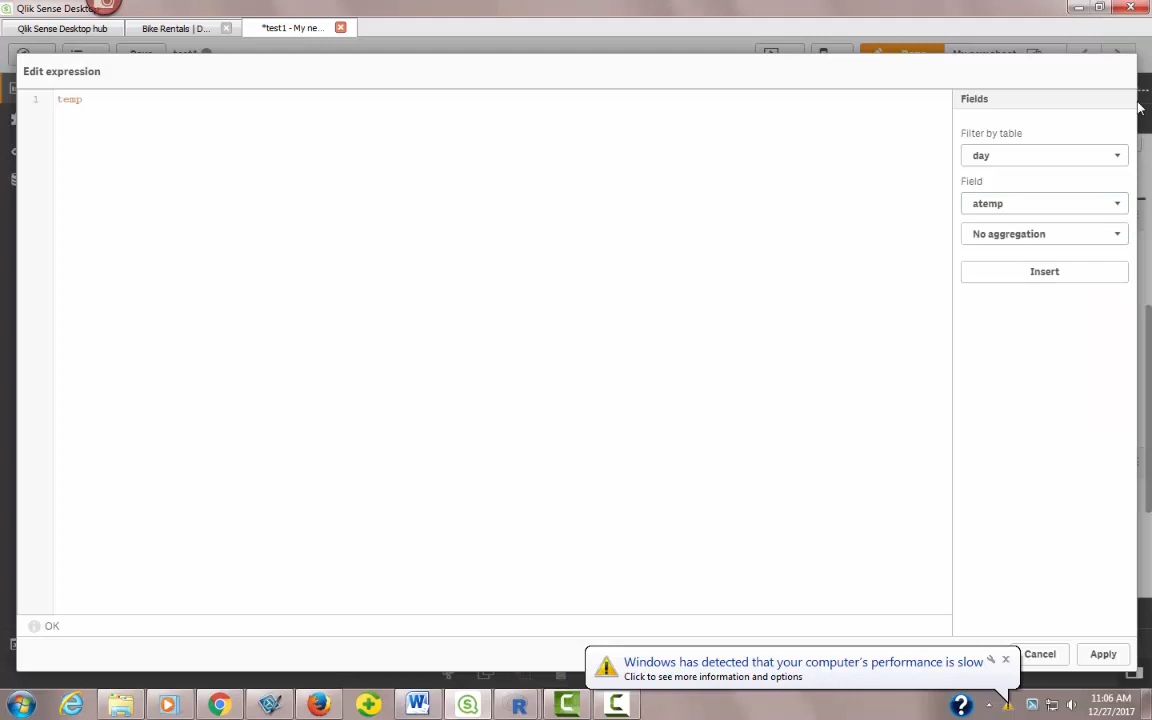 Qlik Sense Desktop
Qlik Sense Desktop hub
Bike Rentals | D...
*test1 - My ne...
Edit expression
1 temp
Fields
Filter by table
day
Field
atemp
No aggregation
Insert
OK
Cancel
Apply
Windows has detected that your computer's performance is slow
Click to see more information and options
11:06 AM
12/27/2017